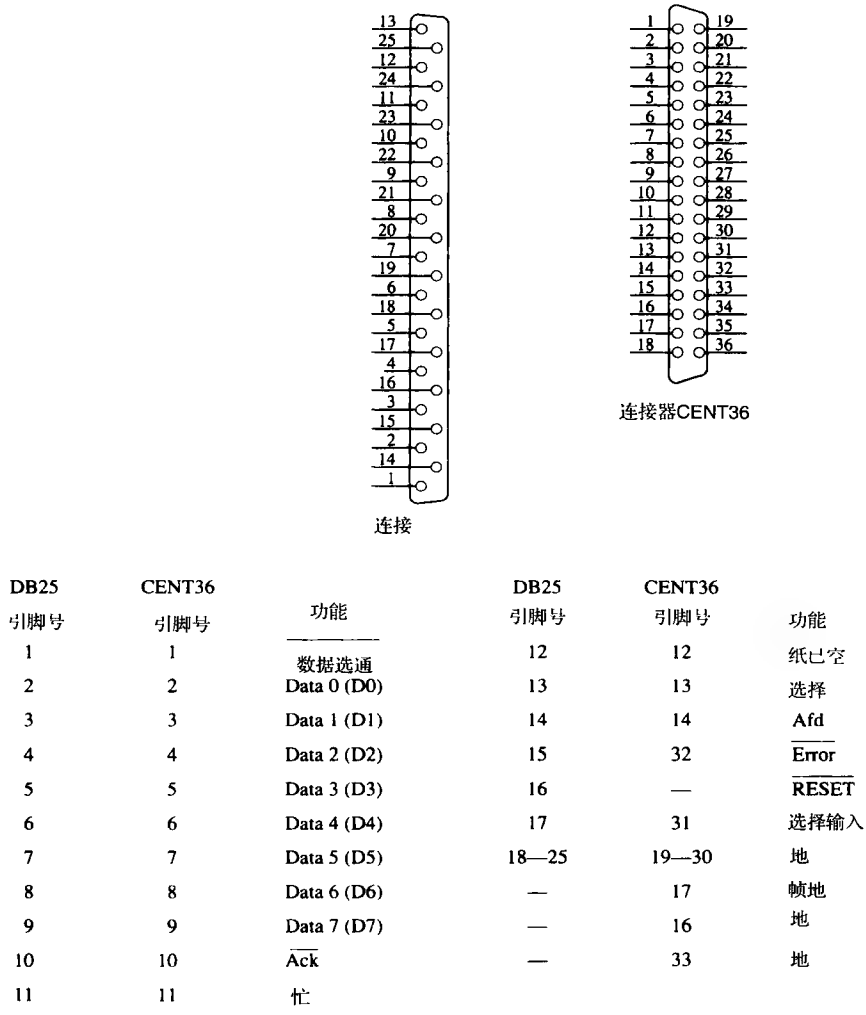 13
25
12
24
11
23
10
22
9
21
8
20
7
19
6
18
5
17
4
16
3
15
2
14
1
连接
1 19
2 20
3 21
4 22
5 23
6 24
7 25
8 26
9 27
10 28
11 29
12 30
13 31
14 32
15 33
16 34
17 35
18 36
连接器CENT36
DB25 CENT36 DB25 CENT36
引脚号 引脚号 功能 引脚号 引脚号 功能
1 1 数据选通 12 12 纸已空
2 2 Data 0 (D0) 13 13 选择
3 3 Data 1 (D1) 14 14 Afd
4 4 Data 2 (D2) 15 32 Error
5 5 Data 3 (D3) 16 — RESET
6 6 Data 4 (D4) 17 31 选择输入
7 7 Data 5 (D5) 18—25 19—30 地
8 8 Data 6 (D6) — 17 帧地
9 9 Data 7 (D7) — 16 地
10 10 Ack — 33 地
11 11 忙